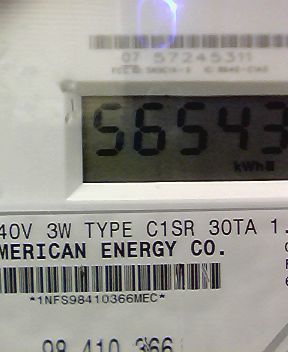 07 57245311
56543
kWh
40V 3W TYPE C1SR 30TA 1.
MERICAN ENERGY CO.
*1NFS98410366MEC*
98 410 366